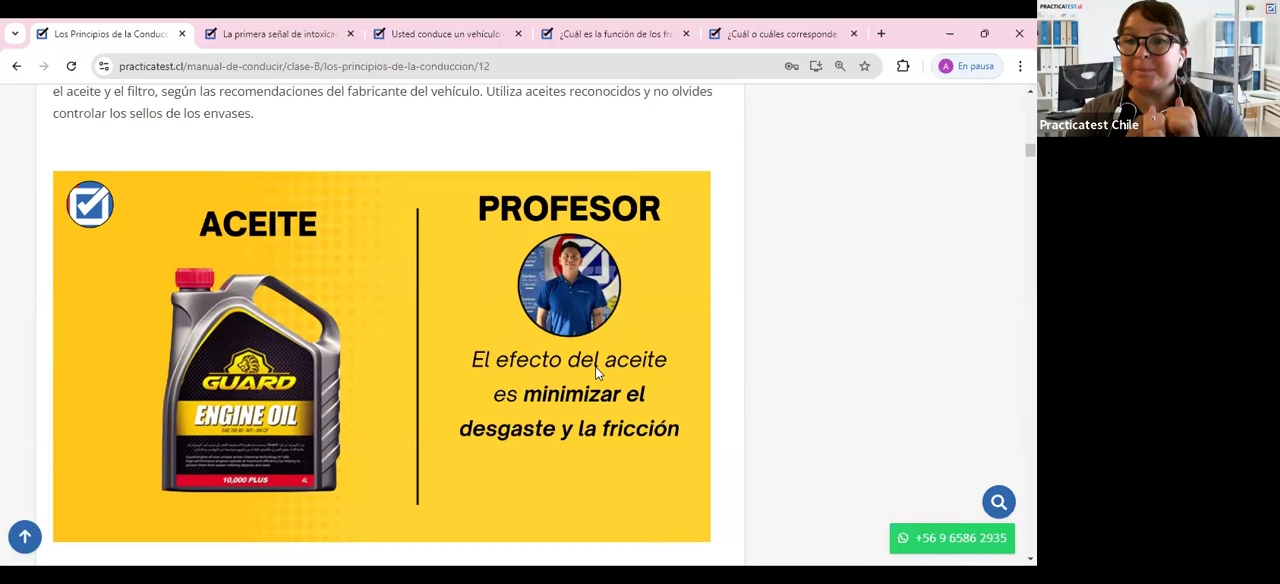 Los Principios de la Conducc
La primera señal de intoxica
Usted conduce un vehículo
¿Cuál es la función de los fr
¿Cuál o cuáles corresponde
practicatest.cl/manual-de-conducir/clase-B/los-principios-de-la-conduccion/12
A
En pausa
PRACTICATEST.cl
Practicatest Chile
el aceite y el filtro, según las recomendaciones del fabricante del vehículo. Utiliza aceites reconocidos y no olvides
controlar los sellos de los envases.
ACEITE
GUARD
ENGINE OIL
10,000 PLUS
4L
PROFESOR
El efecto del aceite
es minimizar el
desgaste y la fricción
+56 9 6586 2935